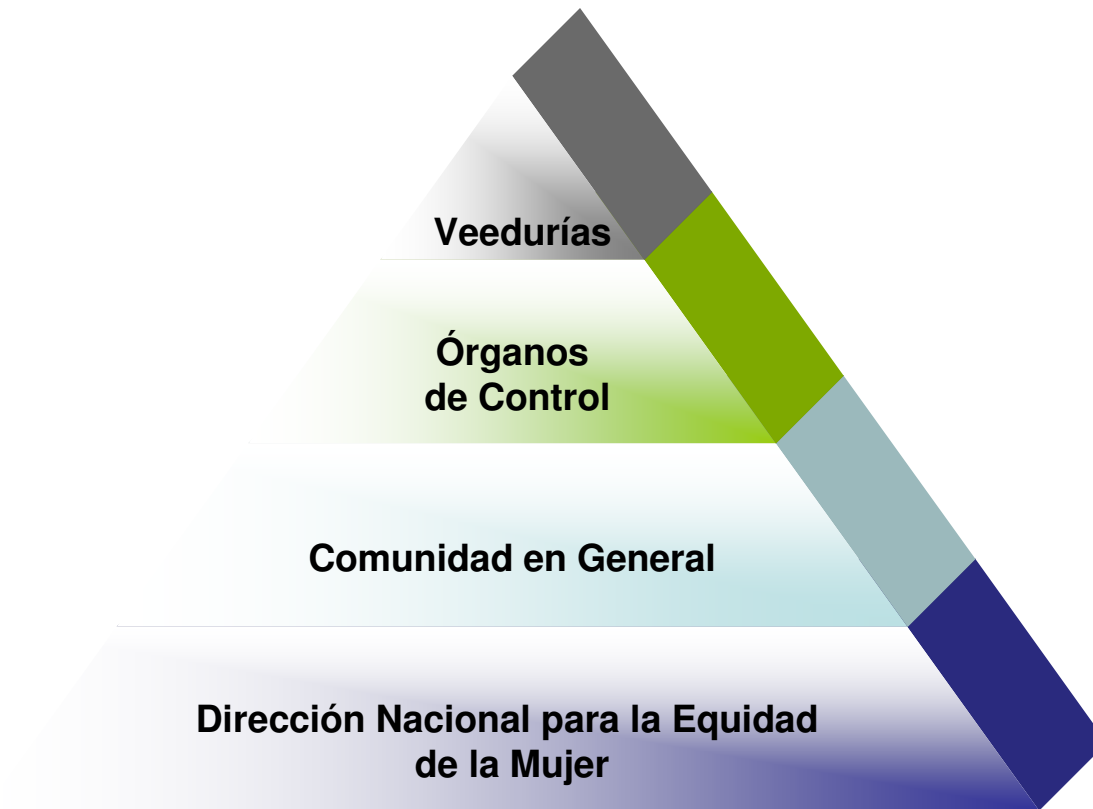 Veedurías
Órganos
de Control
Comunidad en General
Dirección Nacional para la Equidad
de la Mujer